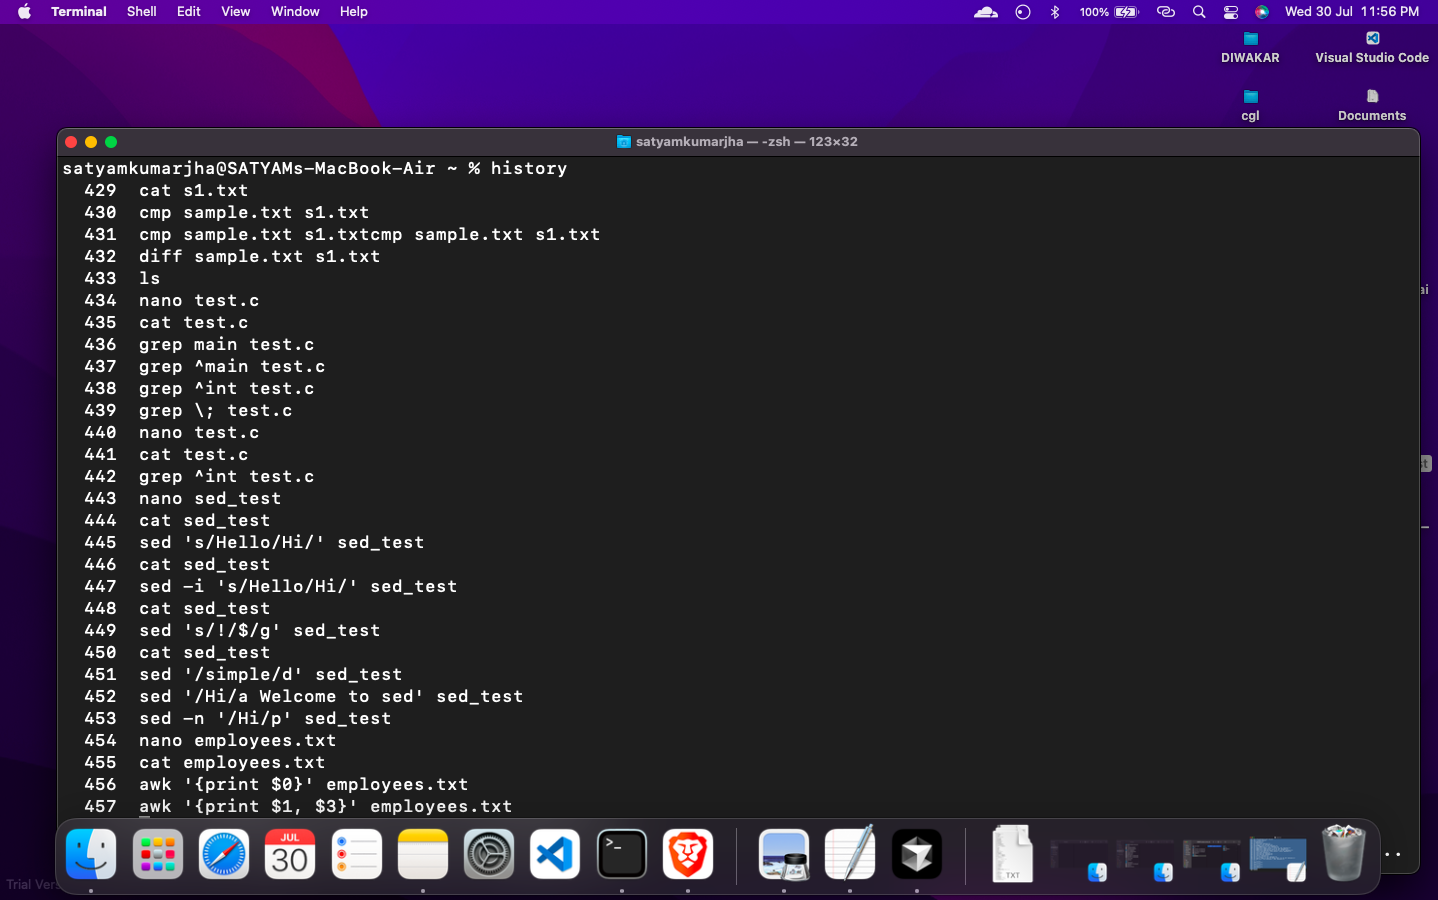 Terminal Shell Edit View Window Help 100% Wed 30 Jul 11:56 PM
DIWAKAR Visual Studio Code
cgl Documents
satyamkumarjha — -zsh — 123×32
satyamkumarjha@SATYAMs-MacBook-Air ~ % history
429 cat s1.txt
430 cmp sample.txt s1.txt
431 cmp sample.txt s1.txtcmp sample.txt s1.txt
432 diff sample.txt s1.txt
433 ls
434 nano test.c
435 cat test.c
436 grep main test.c
437 grep ^main test.c
438 grep ^int test.c
439 grep \; test.c
440 nano test.c
441 cat test.c
442 grep ^int test.c
443 nano sed_test
444 cat sed_test
445 sed 's/Hello/Hi/' sed_test
446 cat sed_test
447 sed -i 's/Hello/Hi/' sed_test
448 cat sed_test
449 sed 's/!/$/g' sed_test
450 cat sed_test
451 sed '/simple/d' sed_test
452 sed '/Hi/a Welcome to sed' sed_test
453 sed -n '/Hi/p' sed_test
454 nano employees.txt
455 cat employees.txt
456 awk '{print $0}' employees.txt
457 awk '{print $1, $3}' employees.txt
JUL
30
>_
TXT
Trial